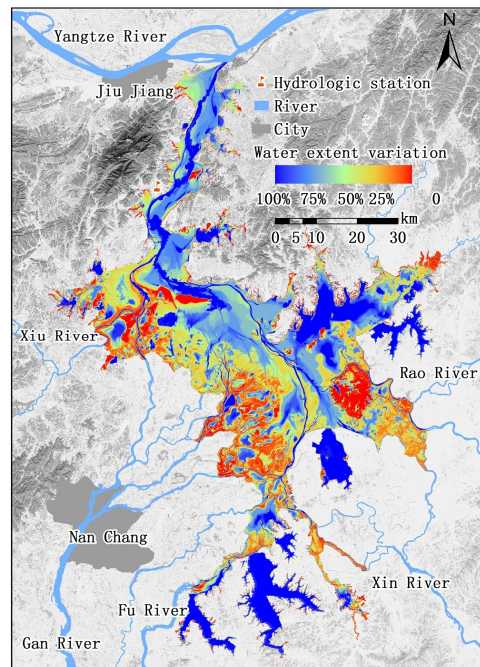 Yangtze River
N
Jiu Jiang
Hydrologic station
River
City
Water extent variation
100% 75% 50% 25% 0
km
0 5 10 20 30
Xiu River
Rao River
Nan Chang
Xin River
Fu River
Gan River